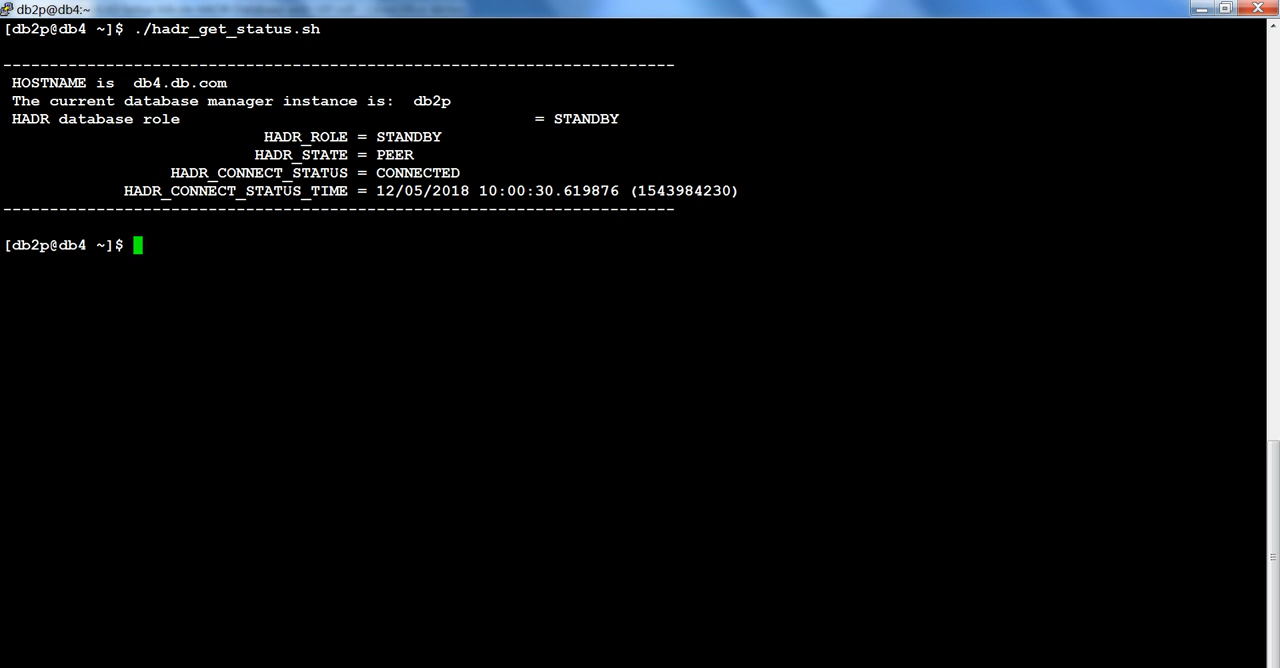 db2p@db4:~
[db2p@db4 ~]$ ./hadr_get_status.sh
------------------------------------------------------------------------
HOSTNAME is  db4.db.com
The current database manager instance is:  db2p
HADR database role                                      = STANDBY
HADR_ROLE = STANDBY
HADR_STATE = PEER
HADR_CONNECT_STATUS = CONNECTED
HADR_CONNECT_STATUS_TIME = 12/05/2018 10:00:30.619876 (1543984230)
------------------------------------------------------------------------
[db2p@db4 ~]$